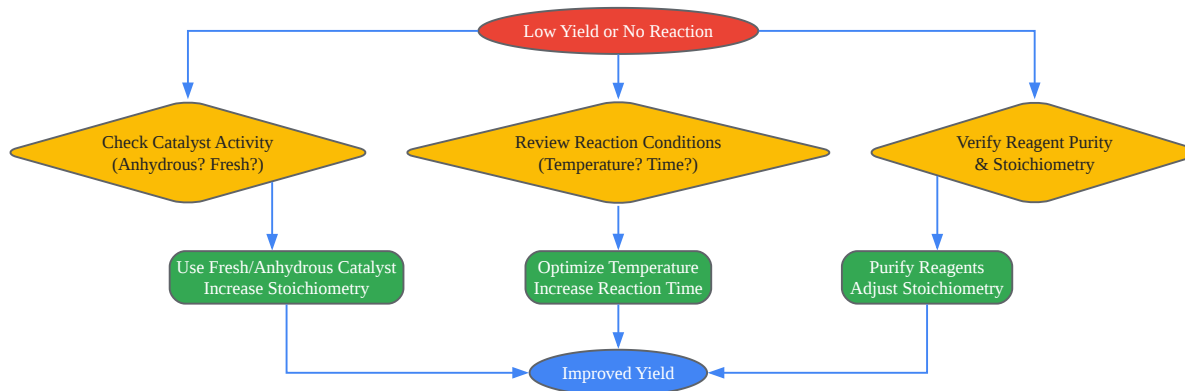 Low Yield or No Reaction
Check Catalyst Activity
(Anhydrous? Fresh?)
Review Reaction Conditions
(Temperature? Time?)
Verify Reagent Purity
& Stoichiometry
Use Fresh/Anhydrous Catalyst
Increase Stoichiometry
Optimize Temperature
Increase Reaction Time
Purify Reagents
Adjust Stoichiometry
Improved Yield